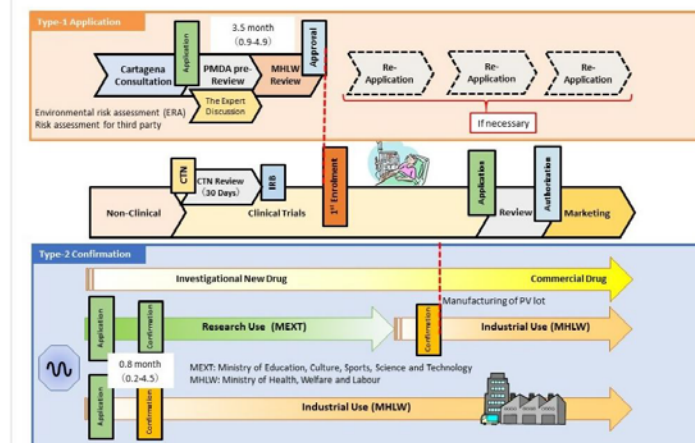 Type-1 Application
3.5 month
(0.9-4.9)
Application
Approval
Cartagena
Consultation
PMDA pre-
Review
MHLW
Review
The Expert
Discussion
Environmental risk assessment (ERA)
Risk assessment for third party
Re-
Application
Re-
Application
Re-
Application
If necessary
CTN
CTN Review
(30 Days)
IRB
1st Enrolment
Application
Authorization
Non-Clinical
Clinical Trials
Review
Marketing
Type-2 Confirmation
Investigational New Drug
Commercial Drug
Manufacturing of PV lot
Application
Confirmation
Research Use (MEXT)
Confirmation
Industrial Use (MHLW)
0.8 month
(0.2-4.5)
MEXT: Ministry of Education, Culture, Sports, Science and Technology
MHLW: Ministry of Health, Welfare and Labour
Application
Confirmation
Industrial Use (MHLW)